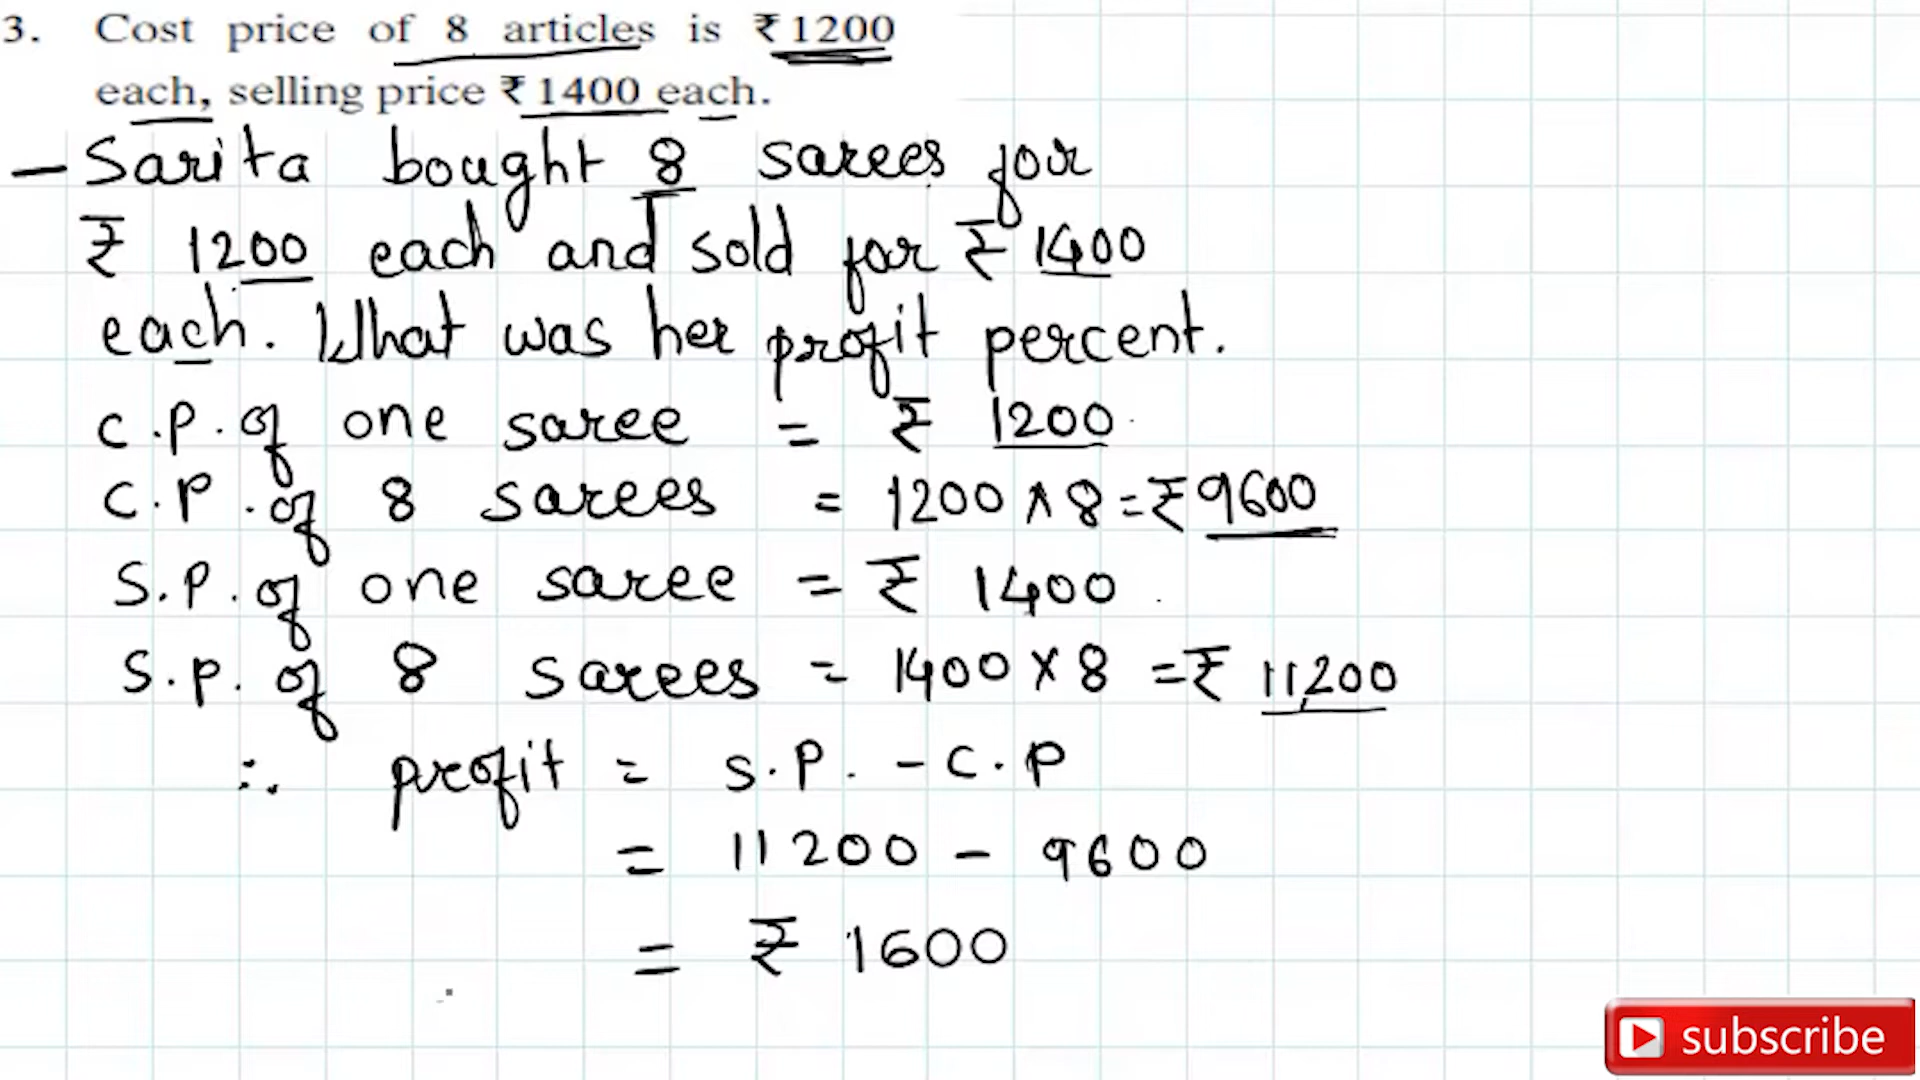 3. Cost price of 8 articles is ₹ 1200
each, selling price ₹ 1400 each.
- Sarita bought 8 sarees for
₹ 1200 each and sold for ₹ 1400
each. What was her profit percent.
C.P. of one saree = ₹ 1200
C.P. of 8 sarees = 1200 × 8 = ₹ 9600
S.P. of one saree = ₹ 1400
S.P. of 8 sarees = 1400 × 8 = ₹ 11,200
∴ profit = S.P. - C.P
= 11200 - 9600
= ₹ 1600
subscribe